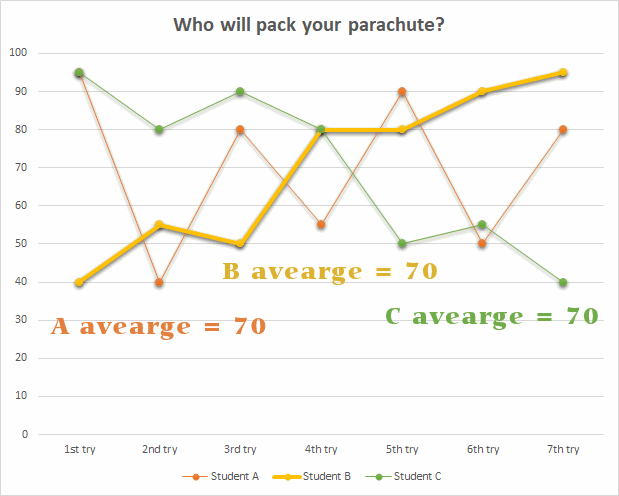 Who will pack your parachute?
100
90
80
70
60
50
40
30
20
10
0
B avearge = 70
C avearge = 70
A avearge = 70
1st try 2nd try 3rd try 4th try 5th try 6th try 7th try
Student A Student B Student C